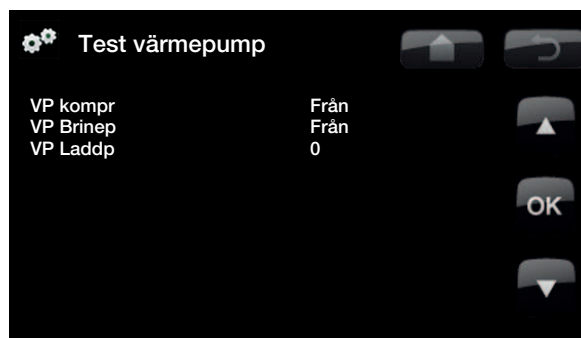 Test värmepump
VP kompr Från
VP Brinep Från
VP Laddp 0
OK